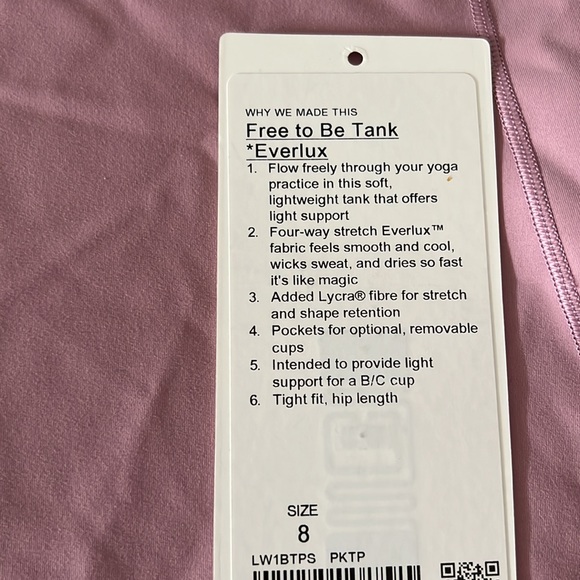 WHY WE MADE THIS
Free to Be Tank
*Everlux
1. Flow freely through your yoga
practice in this soft,
lightweight tank that offers
light support
2. Four-way stretch Everlux™
fabric feels smooth and cool,
wicks sweat, and dries so fast
it's like magic
3. Added Lycra® fibre for stretch
and shape retention
4. Pockets for optional, removable
cups
5. Intended to provide light
support for a B/C cup
6. Tight fit, hip length
SIZE
8
LW1BTPS PKTP